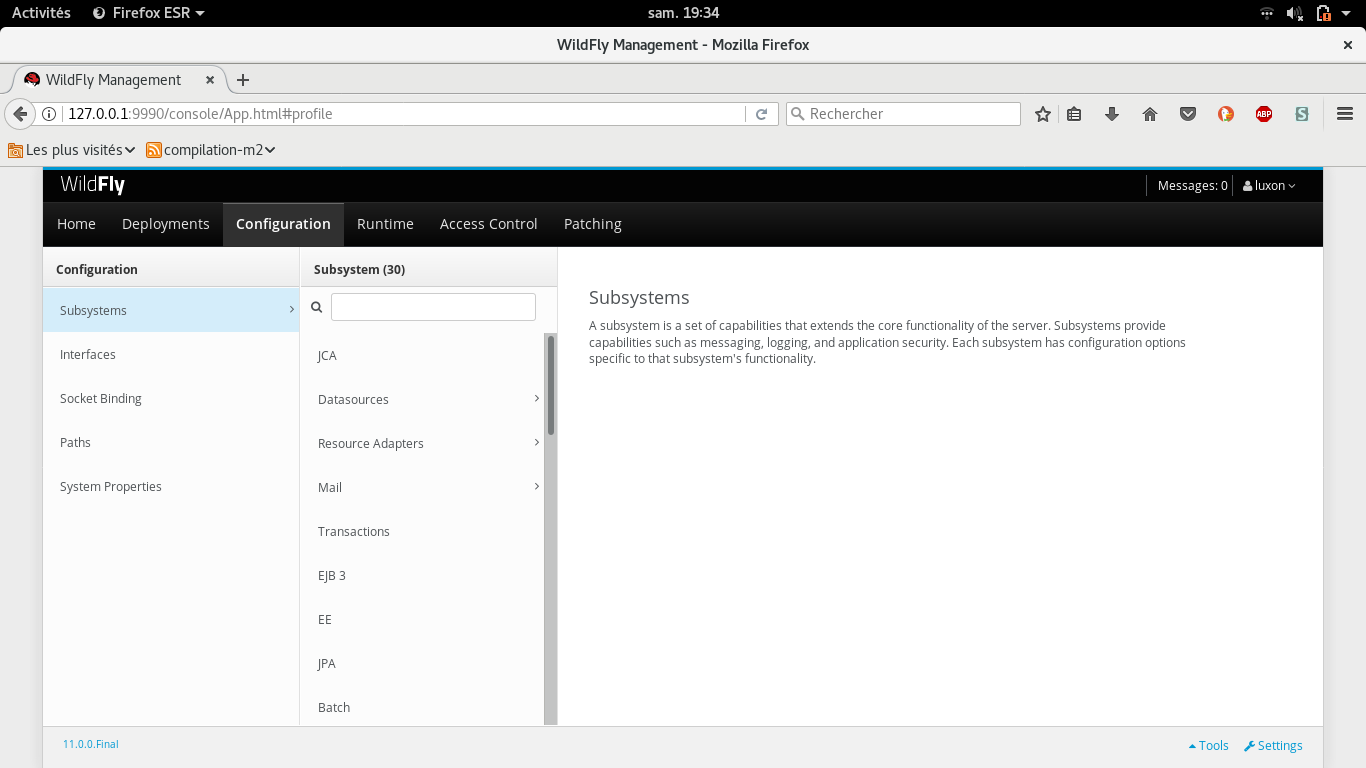 Activités Firefox ESR sam. 19:34
WildFly Management - Mozilla Firefox
WildFly Management
127.0.0.1:9990/console/App.html#profile Rechercher ABP S
Les plus visités compilation-m2
WildFly Messages: 0 luxon
Home Deployments Configuration Runtime Access Control Patching
Configuration
Subsystems
Interfaces
Socket Binding
Paths
System Properties
Subsystem (30)
JCA
Datasources
Resource Adapters
Mail
Transactions
EJB 3
EE
JPA
Batch
Subsystems
A subsystem is a set of capabilities that extends the core functionality of the server. Subsystems provide
capabilities such as messaging, logging, and application security. Each subsystem has configuration options
specific to that subsystem's functionality.
11.0.0.Final Tools Settings